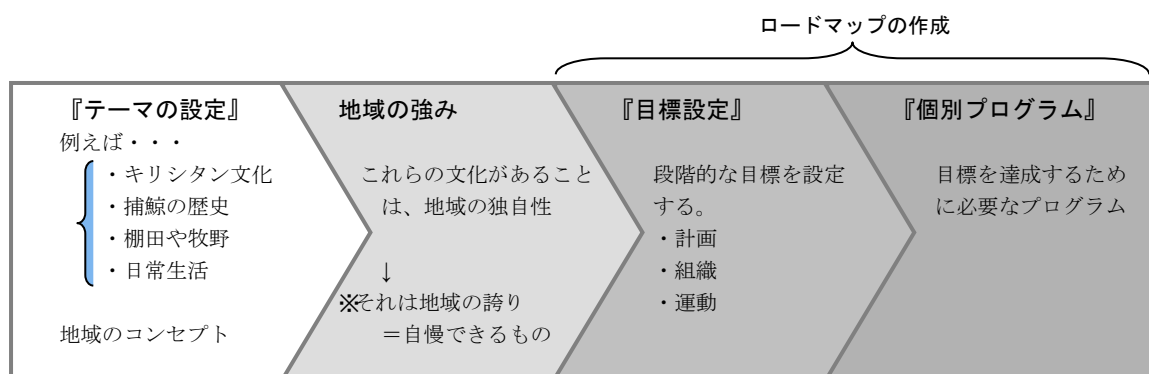 ロードマップの作成
『テーマの設定』
例えば・・・
・キリシタン文化
・捕鯨の歴史
・棚田や牧野
・日常生活
地域のコンセプト
地域の強み
これらの文化があること
は、地域の独自性
↓
※それは地域の誇り
＝自慢できるもの
『目標設定』
段階的な目標を設定
する。
・計画
・組織
・運動
『個別プログラム』
目標を達成するため
に必要なプログラム